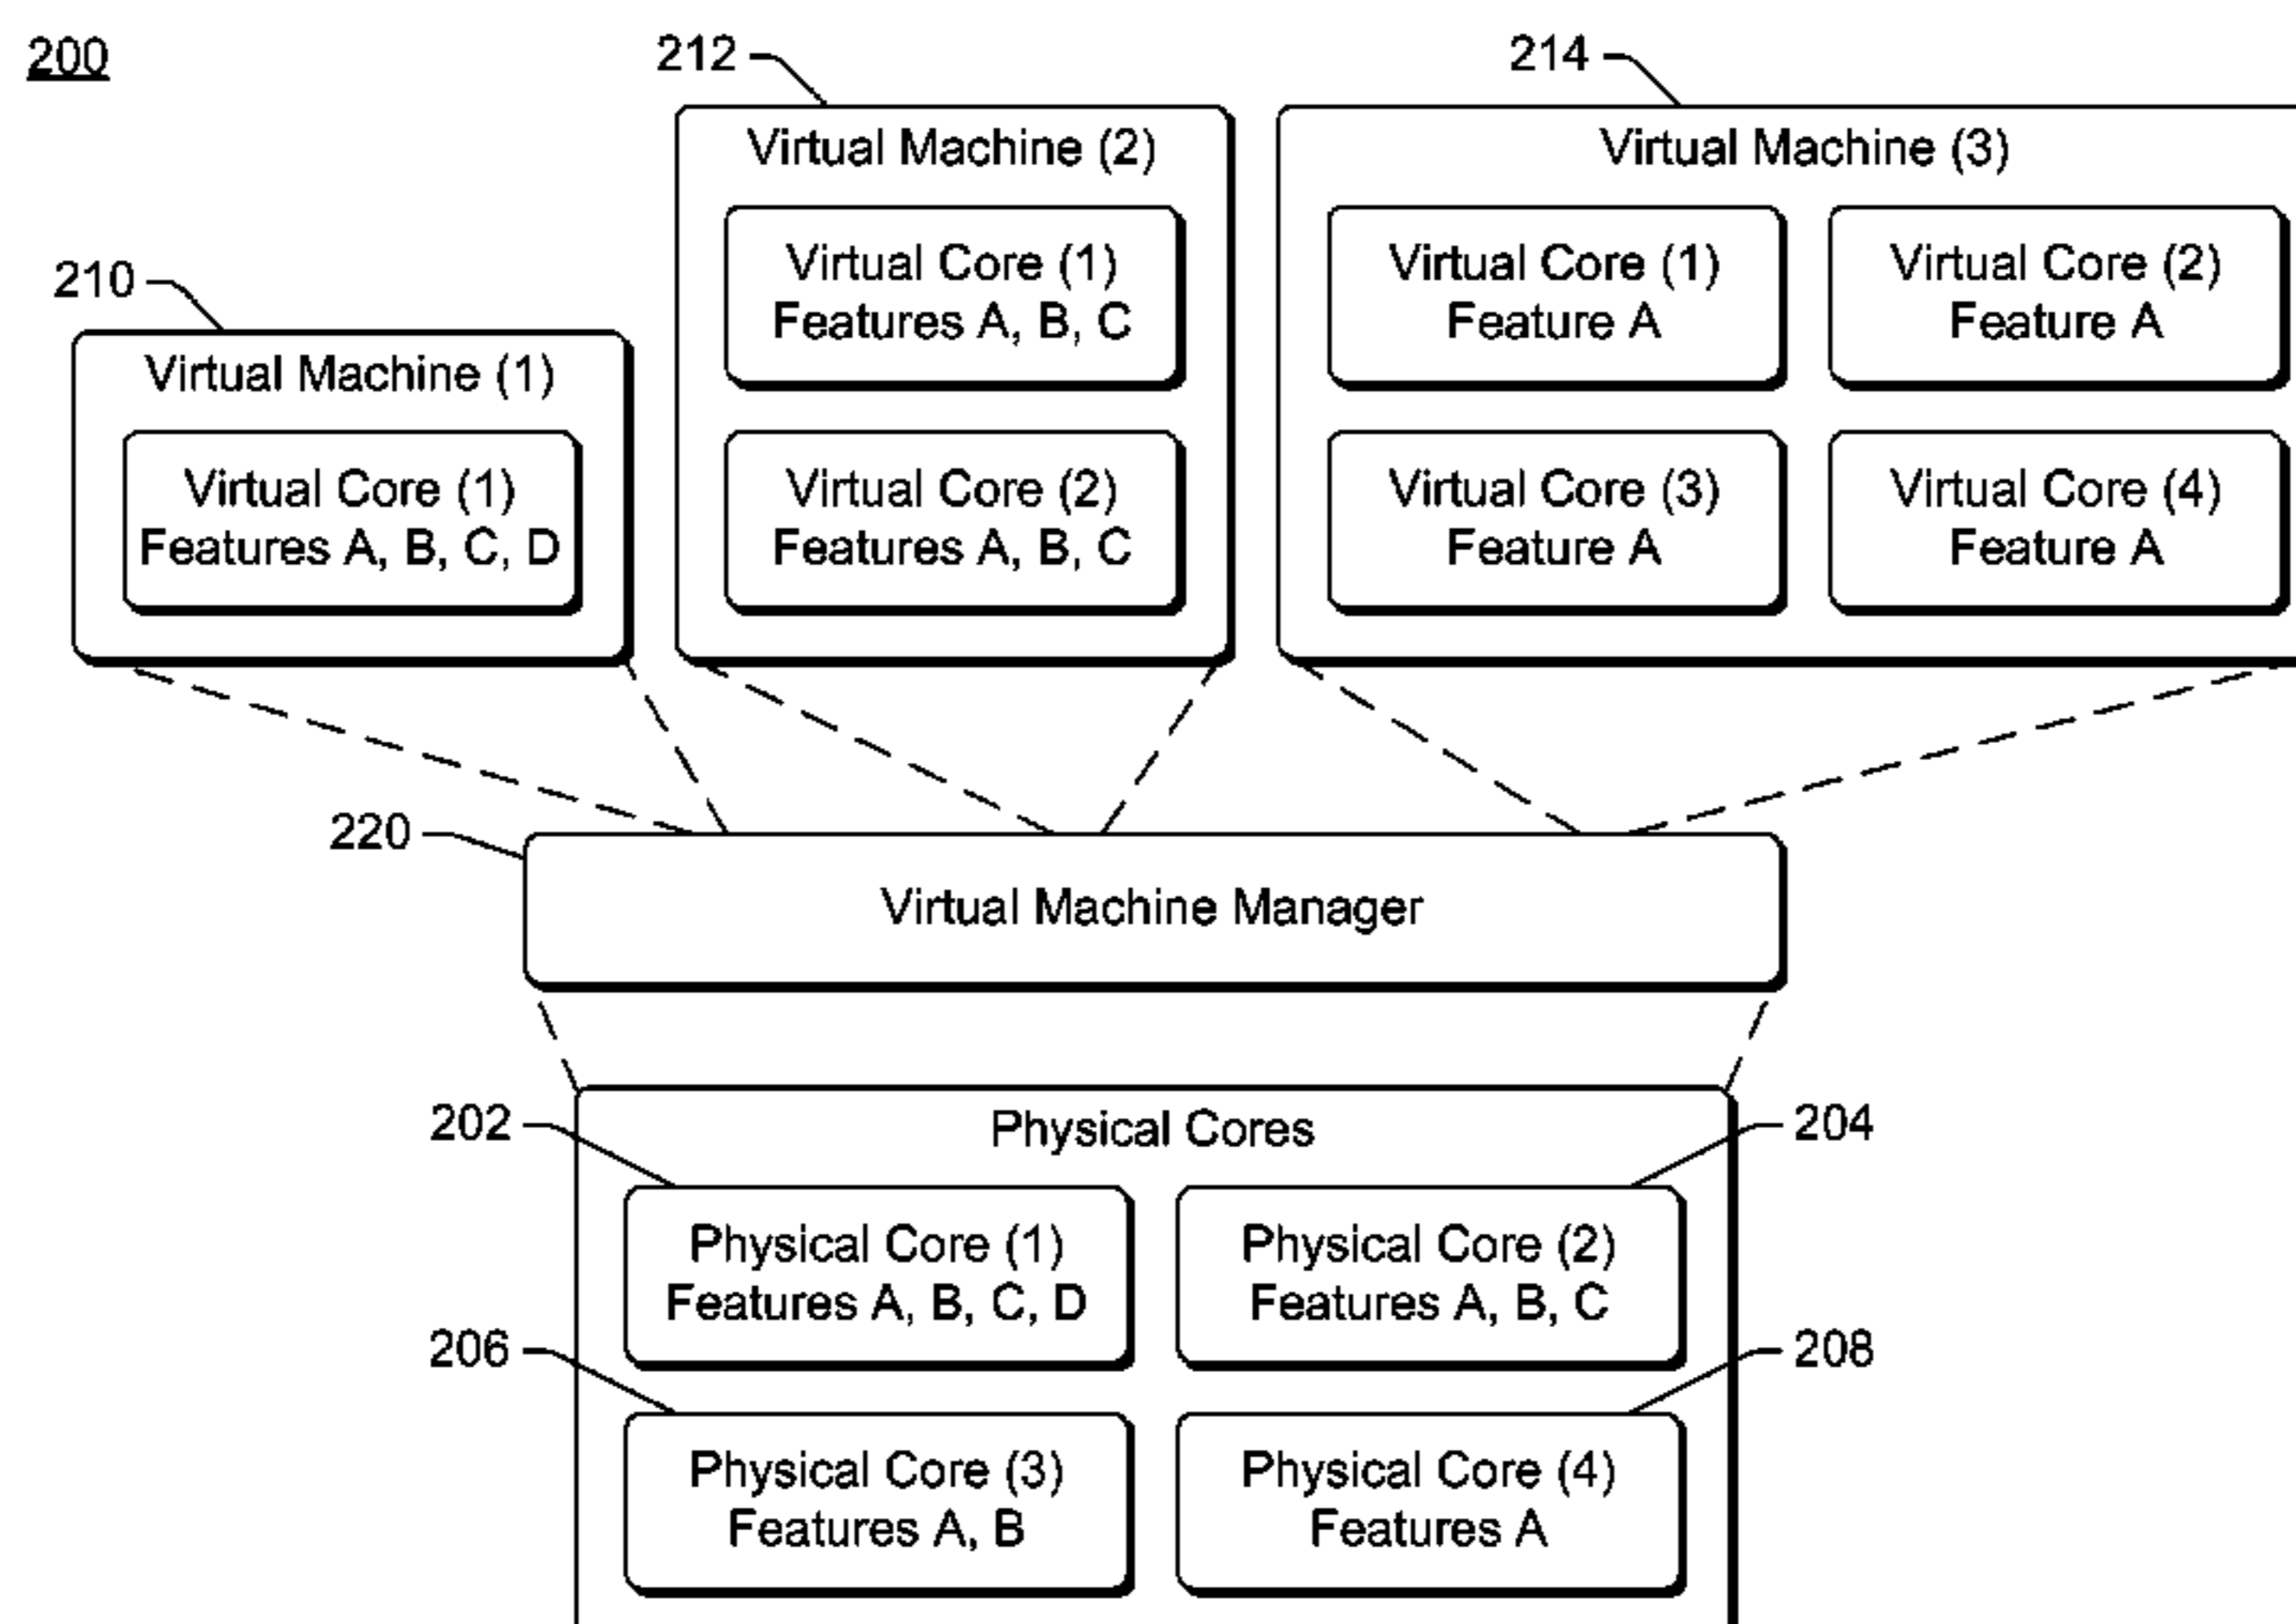 200
212
214
Virtual Machine (2)
Virtual Core (1)
Features A, B, C
Virtual Core (2)
Features A, B, C
Virtual Machine (3)
Virtual Core (1)
Feature A
Virtual Core (2)
Feature A
Virtual Core (3)
Feature A
Virtual Core (4)
Feature A
210
Virtual Machine (1)
Virtual Core (1)
Features A, B, C, D
220
Virtual Machine Manager
Physical Cores
202
Physical Core (1)
Features A, B, C, D
204
Physical Core (2)
Features A, B, C
206
Physical Core (3)
Features A, B
208
Physical Core (4)
Features A